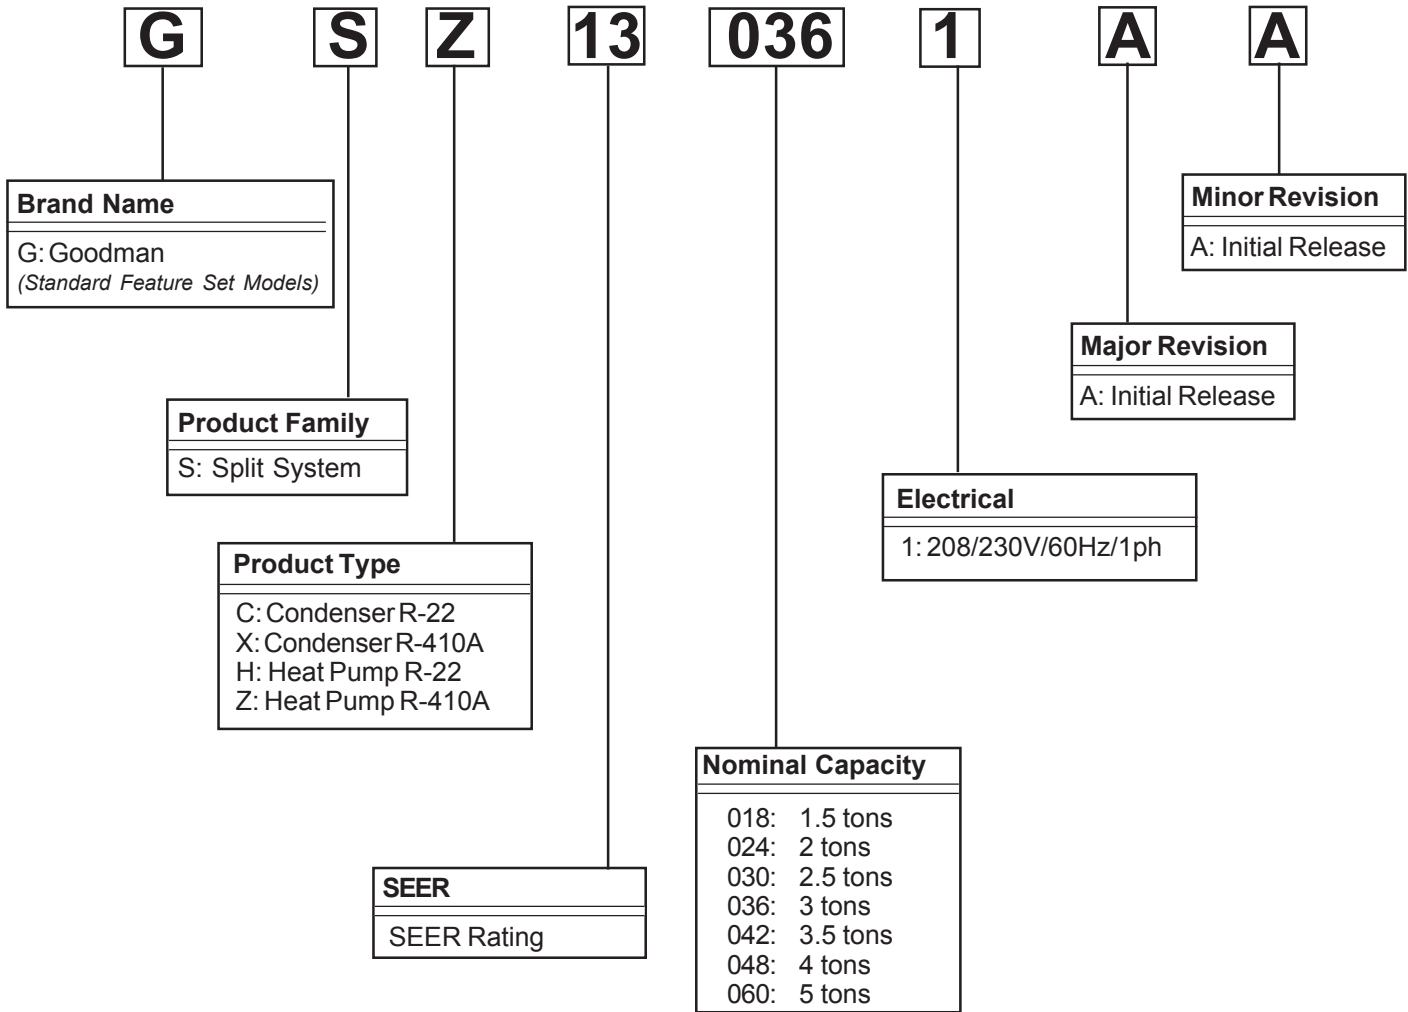 G S Z 13 036 1 A A
Brand Name
G: Goodman
(Standard Feature Set Models)
Minor Revision
A: Initial Release
Major Revision
A: Initial Release
Product Family
S: Split System
Electrical
1: 208/230V/60Hz/1ph
Product Type
C: Condenser R-22
X: Condenser R-410A
H: Heat Pump R-22
Z: Heat Pump R-410A
Nominal Capacity
018: 1.5 tons
024: 2 tons
030: 2.5 tons
036: 3 tons
042: 3.5 tons
048: 4 tons
060: 5 tons
SEER
SEER Rating